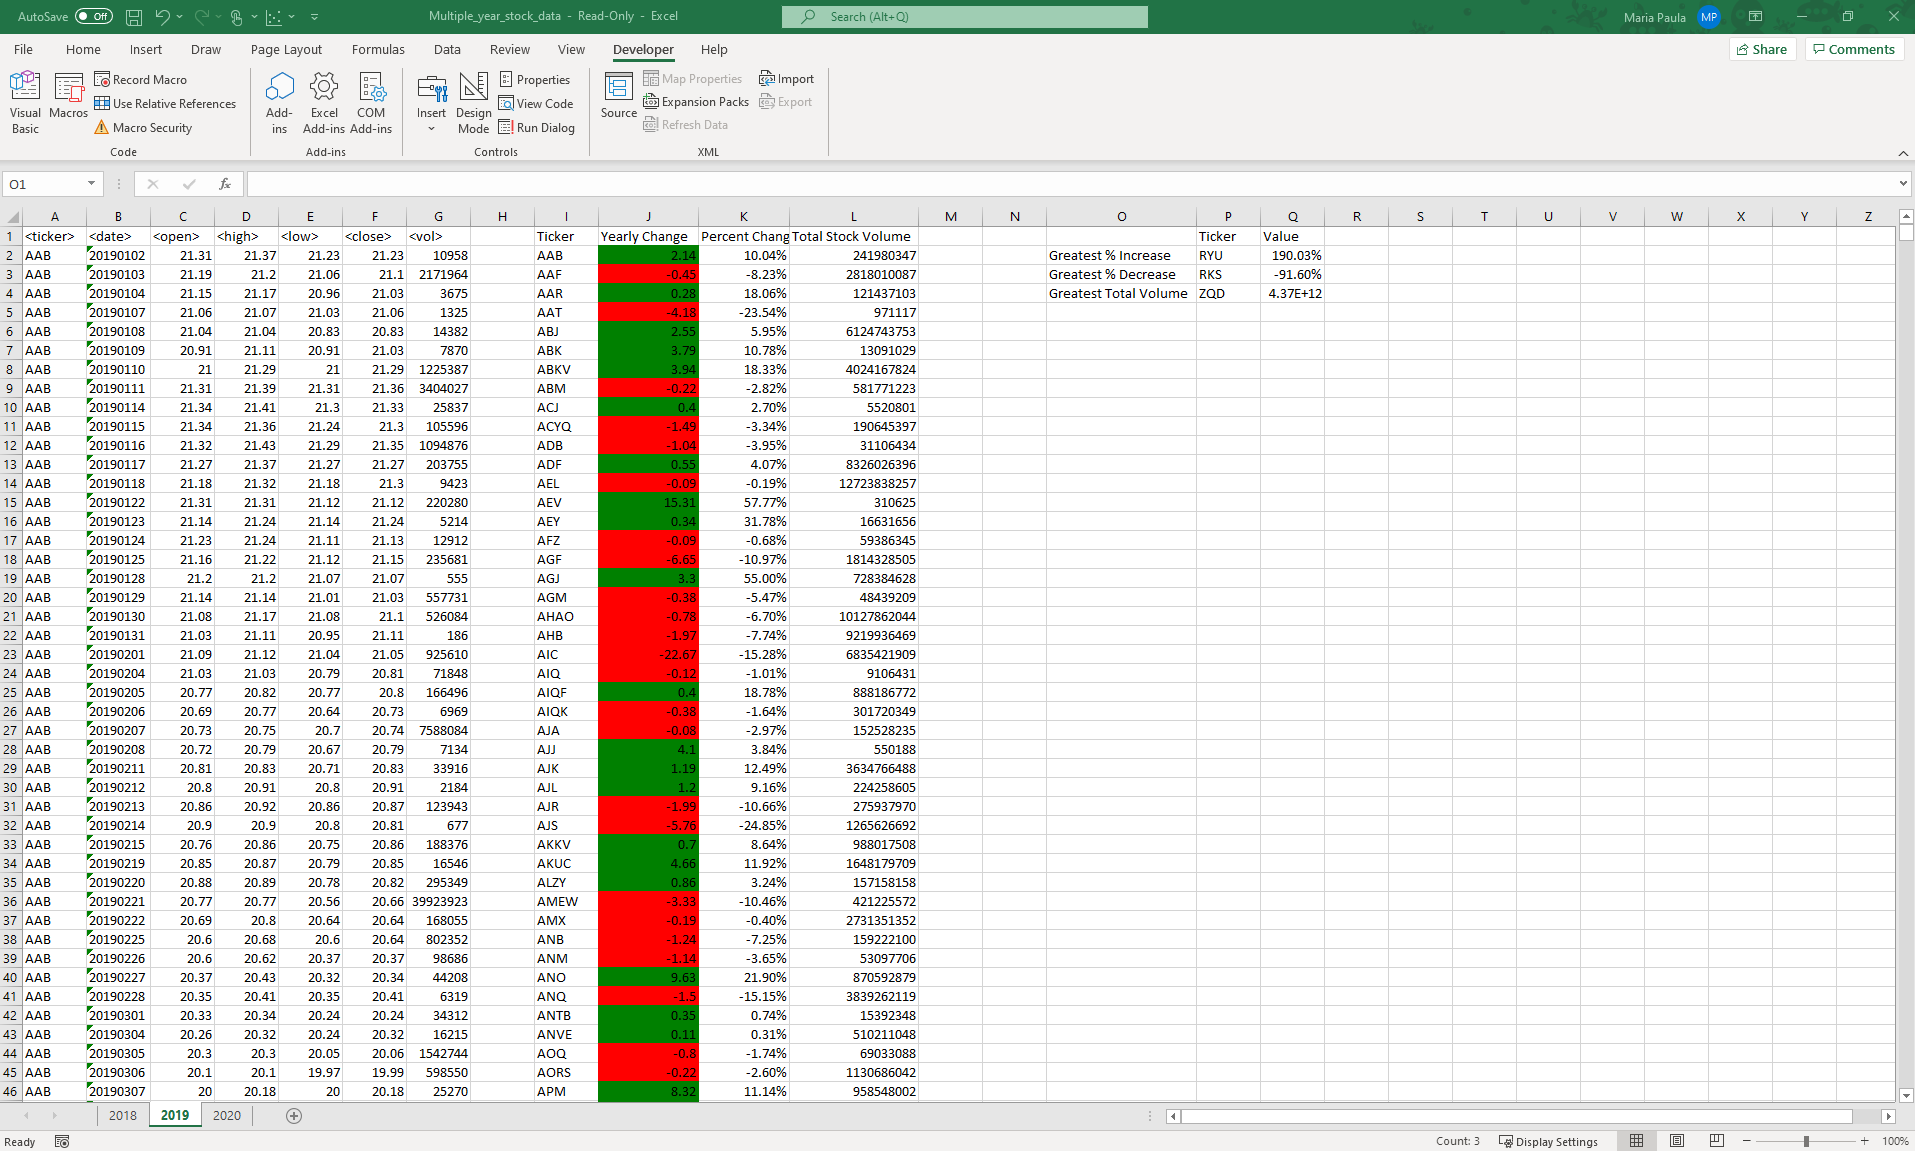 AutoSave Off Multiple_year_stock_data - Read-Only - Excel Search (Alt+Q) Maria Paula MP
File Home Insert Draw Page Layout Formulas Data Review View Developer Help Share Comments
Visual Basic Macros Record Macro Use Relative References Macro Security Add-ins Excel Add-ins COM Add-ins Insert Design Mode Properties View Code Run Dialog Source Map Properties Expansion Packs Refresh Data Import Export
Code Add-ins Controls XML
O1 fx
A B C D E F G H I J K L M N O P Q R S T U V W X Y Z
1 <ticker> <date> <open> <high> <low> <close> <vol> Ticker Yearly Change Percent Chang Total Stock Volume Ticker Value
2 AAB 20190102 21.31 21.37 21.23 21.23 10958 AAB 2.14 10.04% 241980347 Greatest % Increase RYU 190.03%
3 AAB 20190103 21.19 21.2 21.06 21.1 2171964 AAF -0.45 -8.23% 2818010087 Greatest % Decrease RKS -91.60%
4 AAB 20190104 21.15 21.17 20.96 21.03 3675 AAR 0.28 18.06% 121437103 Greatest Total Volume ZQD 4.37E+12
5 AAB 20190107 21.06 21.07 21.03 21.06 1325 AAT -4.18 -23.54% 971117
6 AAB 20190108 21.04 21.04 20.83 20.83 14382 ABJ 2.55 5.95% 6124743753
7 AAB 20190109 20.91 21.11 20.91 21.03 7870 ABK 3.79 10.78% 13091029
8 AAB 20190110 21 21.29 21 21.29 1225387 ABKV 3.94 18.33% 4024167824
9 AAB 20190111 21.31 21.39 21.31 21.36 3404027 ABM -0.22 -2.82% 581771223
10 AAB 20190114 21.34 21.41 21.3 21.33 25837 ACJ 0.4 2.70% 5520801
11 AAB 20190115 21.34 21.36 21.24 21.3 105596 ACYQ -1.49 -3.34% 190645397
12 AAB 20190116 21.32 21.43 21.29 21.35 1094876 ADB -1.04 -3.95% 31106434
13 AAB 20190117 21.27 21.37 21.27 21.27 203755 ADF 0.55 4.07% 8326026396
14 AAB 20190118 21.18 21.32 21.18 21.3 9423 AEL -0.09 -0.19% 12723838257
15 AAB 20190122 21.31 21.31 21.12 21.12 220280 AEV 15.31 57.77% 310625
16 AAB 20190123 21.14 21.24 21.14 21.24 5214 AEY 0.34 31.78% 16631656
17 AAB 20190124 21.23 21.24 21.11 21.13 12912 AFZ -0.09 -0.68% 59386345
18 AAB 20190125 21.16 21.22 21.12 21.15 235681 AGF -6.65 -10.97% 1814328505
19 AAB 20190128 21.2 21.2 21.07 21.07 555 AGJ 3.3 55.00% 728384628
20 AAB 20190129 21.14 21.14 21.01 21.03 557731 AGM -0.38 -5.47% 48439209
21 AAB 20190130 21.08 21.17 21.08 21.1 526084 AHAO -0.78 -6.70% 10127862044
22 AAB 20190131 21.03 21.11 20.95 21.11 186 AHB -1.97 -7.74% 9219936469
23 AAB 20190201 21.09 21.12 21.04 21.05 925610 AIC -22.67 -15.28% 6835421909
24 AAB 20190204 21.03 21.03 20.79 20.81 71848 AIQ -0.12 -1.01% 9106431
25 AAB 20190205 20.77 20.82 20.77 20.8 166496 AIQF 0.4 18.78% 888186772
26 AAB 20190206 20.69 20.77 20.64 20.73 6969 AIQK -0.38 -1.64% 301720349
27 AAB 20190207 20.73 20.75 20.7 20.74 7588084 AJA -0.08 -2.97% 152528235
28 AAB 20190208 20.72 20.79 20.67 20.79 7134 AJJ 4.1 3.84% 550188
29 AAB 20190211 20.81 20.83 20.71 20.83 33916 AJK 1.19 12.49% 3634766488
30 AAB 20190212 20.8 20.91 20.8 20.91 2184 AJL 1.2 9.16% 224258605
31 AAB 20190213 20.86 20.92 20.86 20.87 123943 AJR -1.99 -10.66% 275937970
32 AAB 20190214 20.9 20.9 20.8 20.81 677 AJS -5.76 -24.85% 1265626692
33 AAB 20190215 20.76 20.86 20.75 20.86 188376 AKKV 0.7 8.64% 988017508
34 AAB 20190219 20.85 20.87 20.79 20.85 16546 AKUC 4.66 11.92% 1648179709
35 AAB 20190220 20.88 20.89 20.78 20.82 295349 ALZY 0.86 3.24% 157158158
36 AAB 20190221 20.77 20.77 20.56 20.66 39923923 AMEW -3.33 -10.46% 421225572
37 AAB 20190222 20.69 20.8 20.64 20.64 168055 AMX -0.19 -0.40% 2731351352
38 AAB 20190225 20.6 20.68 20.6 20.64 802352 ANB -1.24 -7.25% 159222100
39 AAB 20190226 20.6 20.62 20.37 20.37 98686 ANM -1.14 -3.65% 53097706
40 AAB 20190227 20.37 20.43 20.32 20.34 44208 ANO 9.63 21.90% 870592879
41 AAB 20190228 20.35 20.41 20.35 20.41 6319 ANQ -1.5 -15.15% 3839262119
42 AAB 20190301 20.33 20.34 20.24 20.24 34312 ANTB 0.35 0.74% 15392348
43 AAB 20190304 20.26 20.32 20.24 20.32 16215 ANVE 0.11 0.31% 510211048
44 AAB 20190305 20.3 20.3 20.05 20.06 1542744 AOQ -0.8 -1.74% 69033088
45 AAB 20190306 20.1 20.1 19.97 19.99 598550 AORS -0.22 -2.60% 1130686042
46 AAB 20190307 20 20.18 20 20.18 25270 APM 8.32 11.14% 958548002
2018 2019 2020
Ready Count: 3 Display Settings 100%